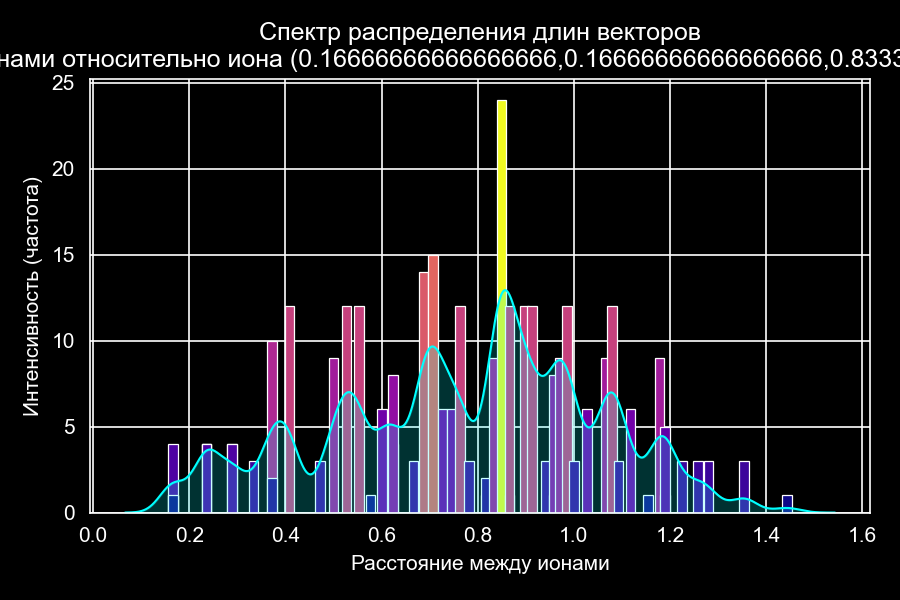 Спектр распределения длин векторов
нами относительно иона (0.16666666666666666,0.16666666666666666,0.8333
Интенсивность (частота)
25
20
15
10
5
0
0.0 0.2 0.4 0.6 0.8 1.0 1.2 1.4 1.6
Расстояние между ионами